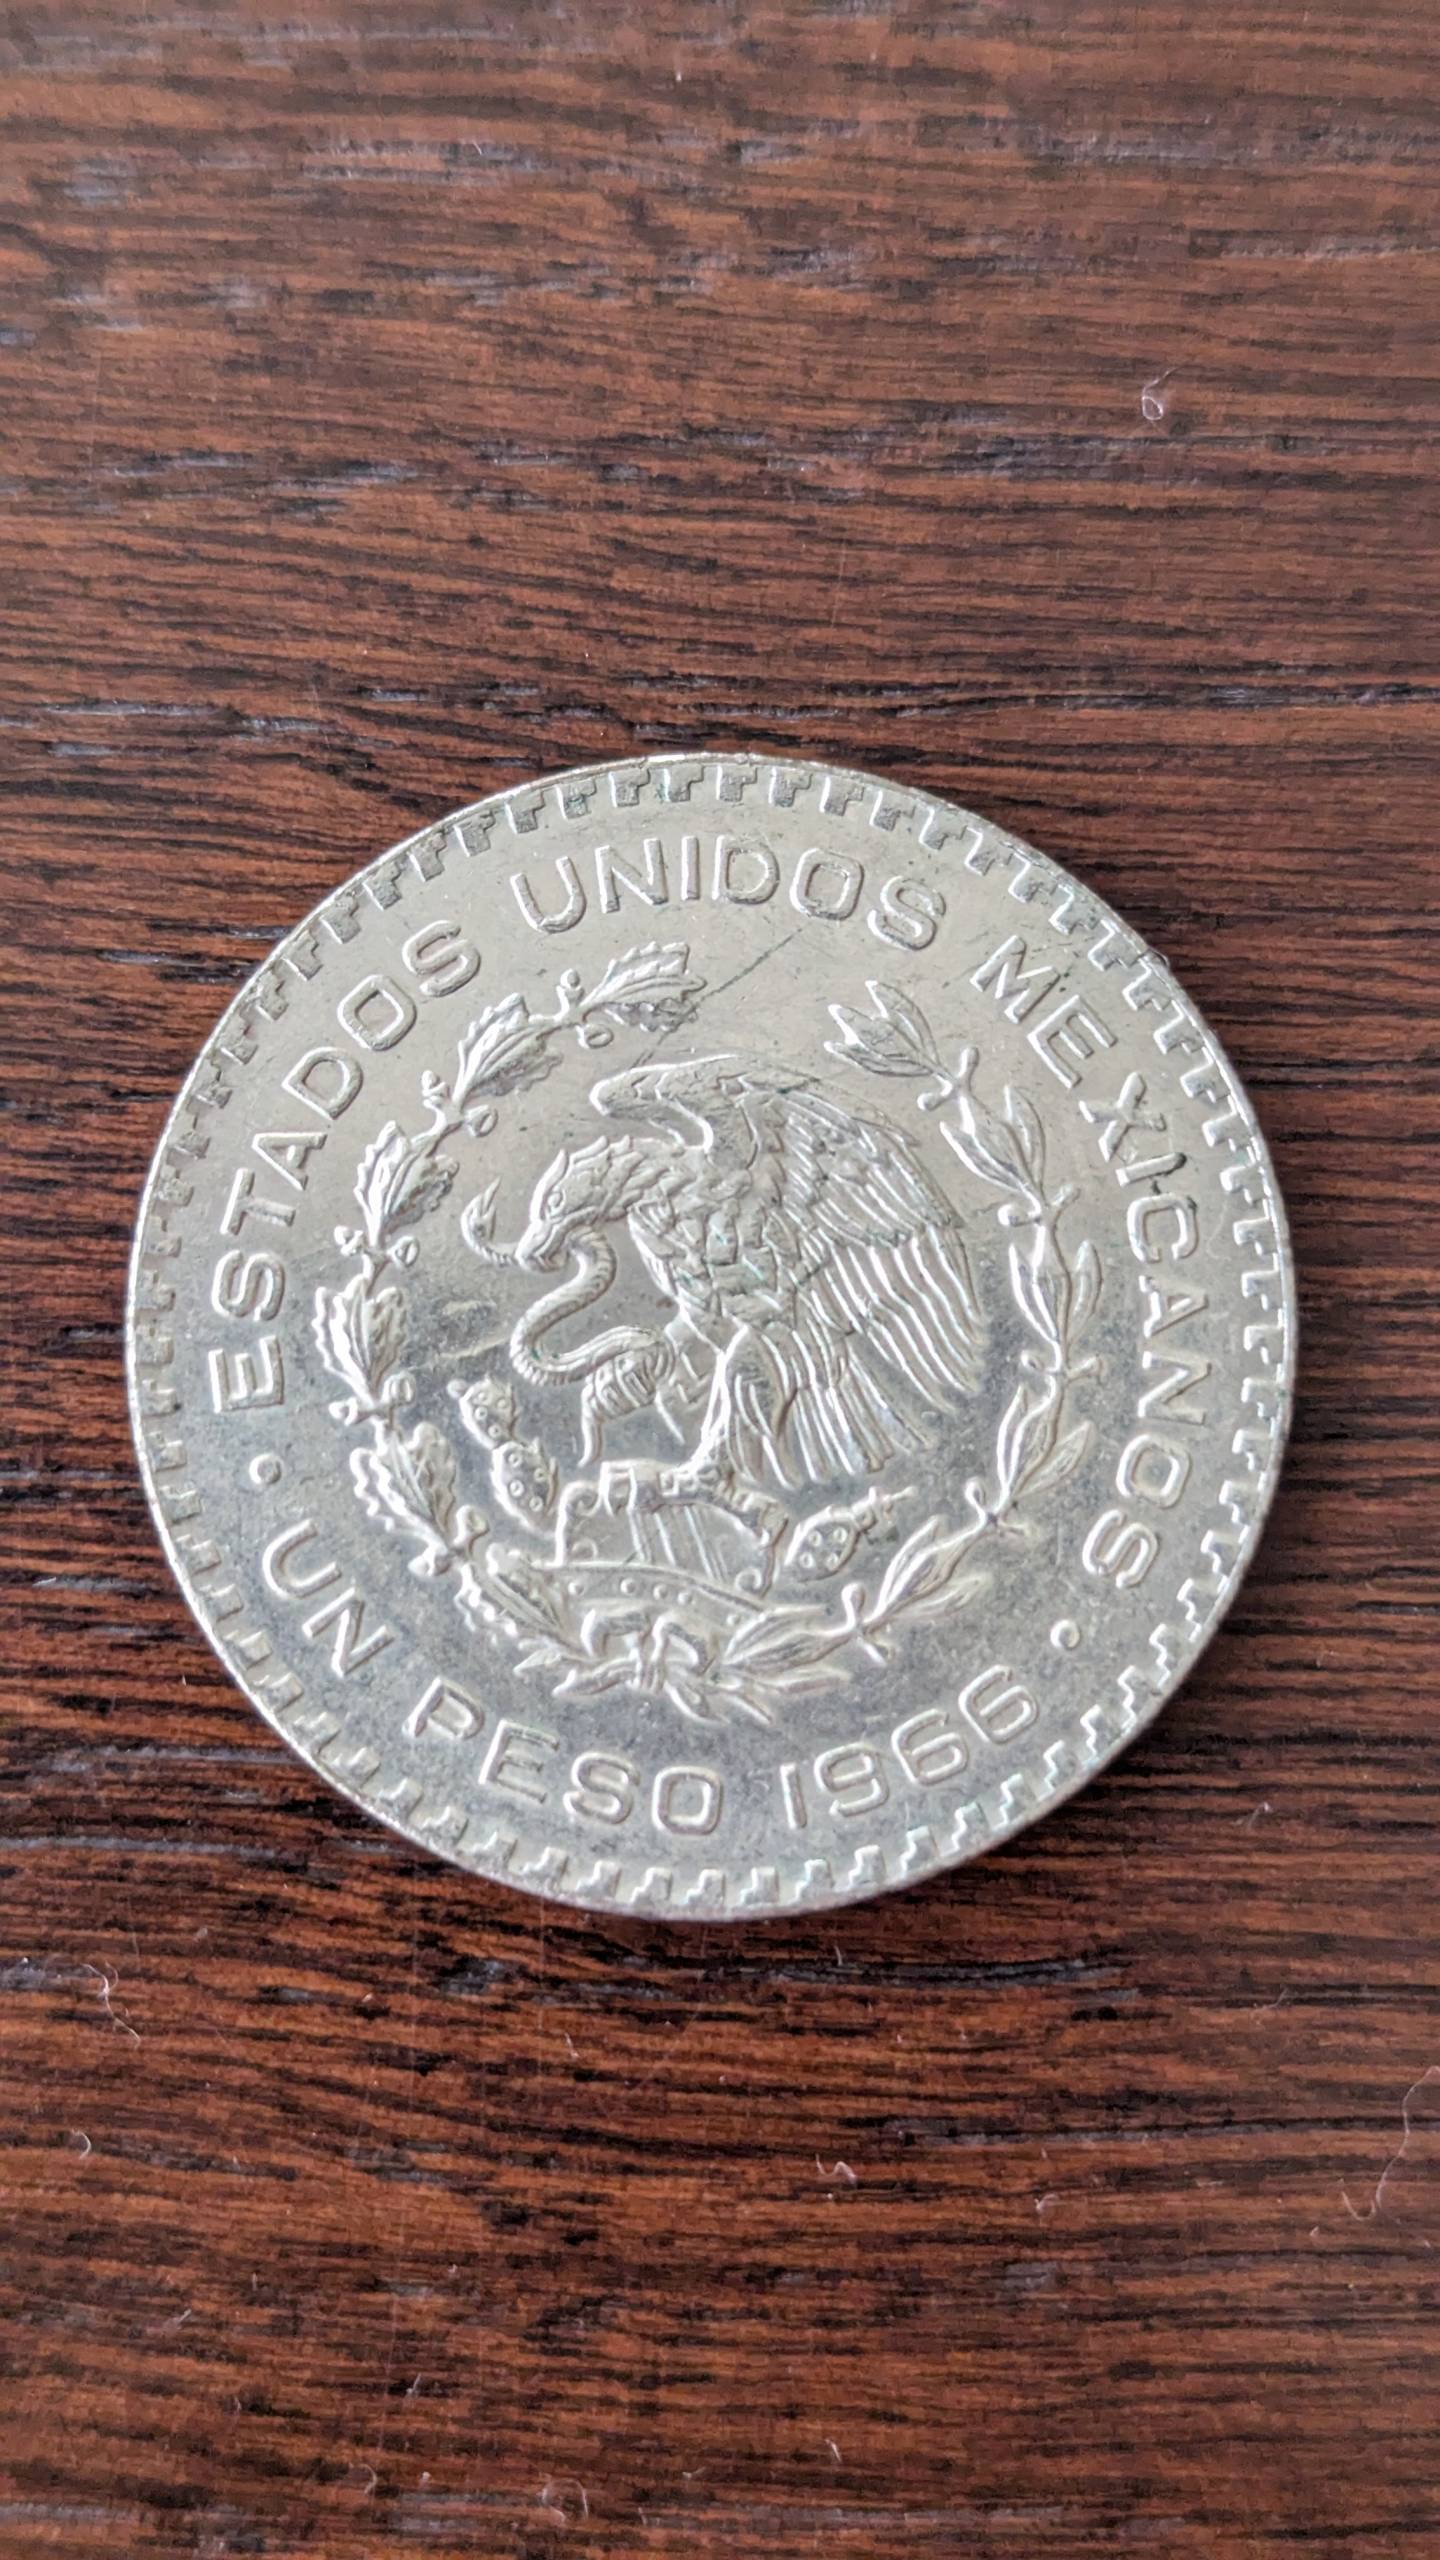 ESTADOS UNIDOS MEXICANOS
· UN PESO 1966 ·